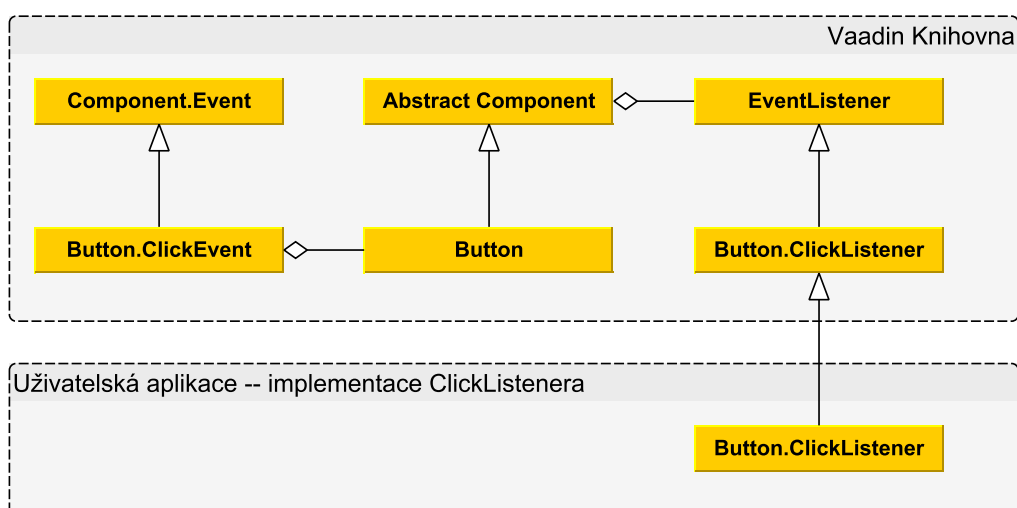 Vaadin Knihovna
Component.Event
Abstract Component
EventListener
Button.ClickEvent
Button
Button.ClickListener
Uživatelská aplikace -- implementace ClickListenera
Button.ClickListener